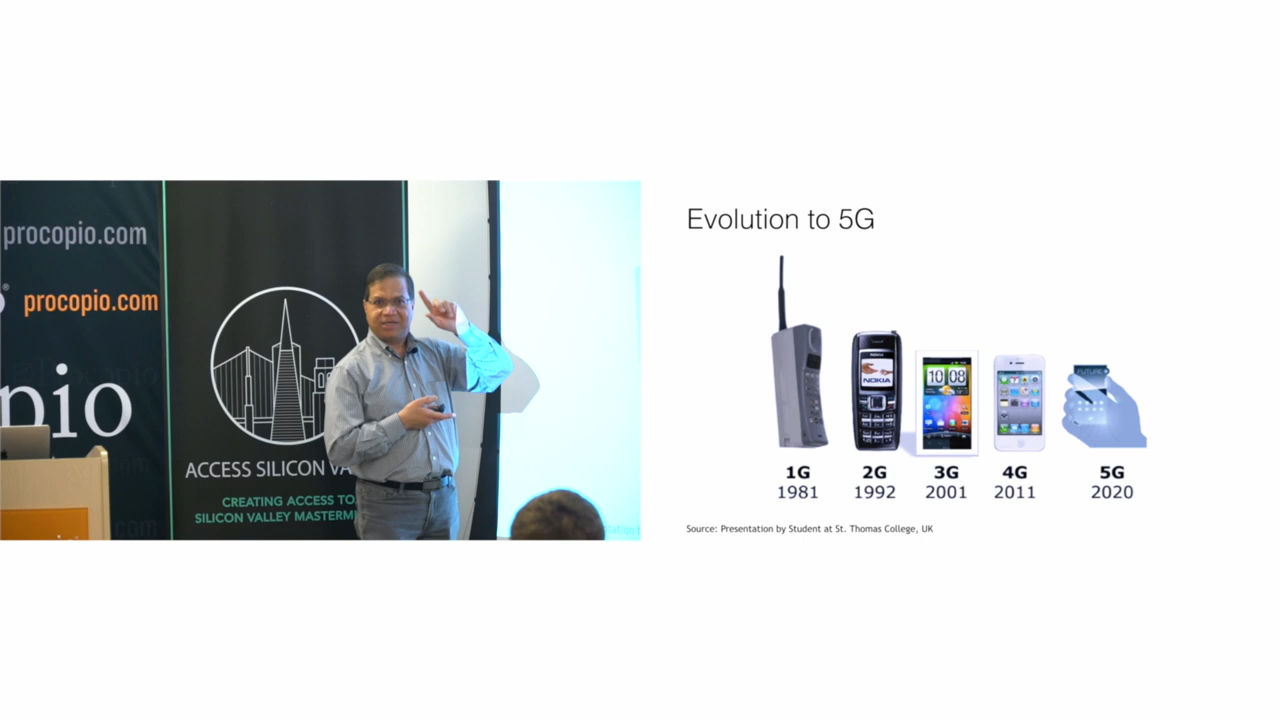 procopio.com
procopio.com
pio
ACCESS SILICON VA
CREATING ACCESS TO
SILICON VALLEY MASTERM
Evolution to 5G
NOKIA
NOKIA
10 08
FUTURE
1G
2G
3G
4G
5G
1981
1992
2001
2011
2020
Source: Presentation by Student at St. Thomas College, UK